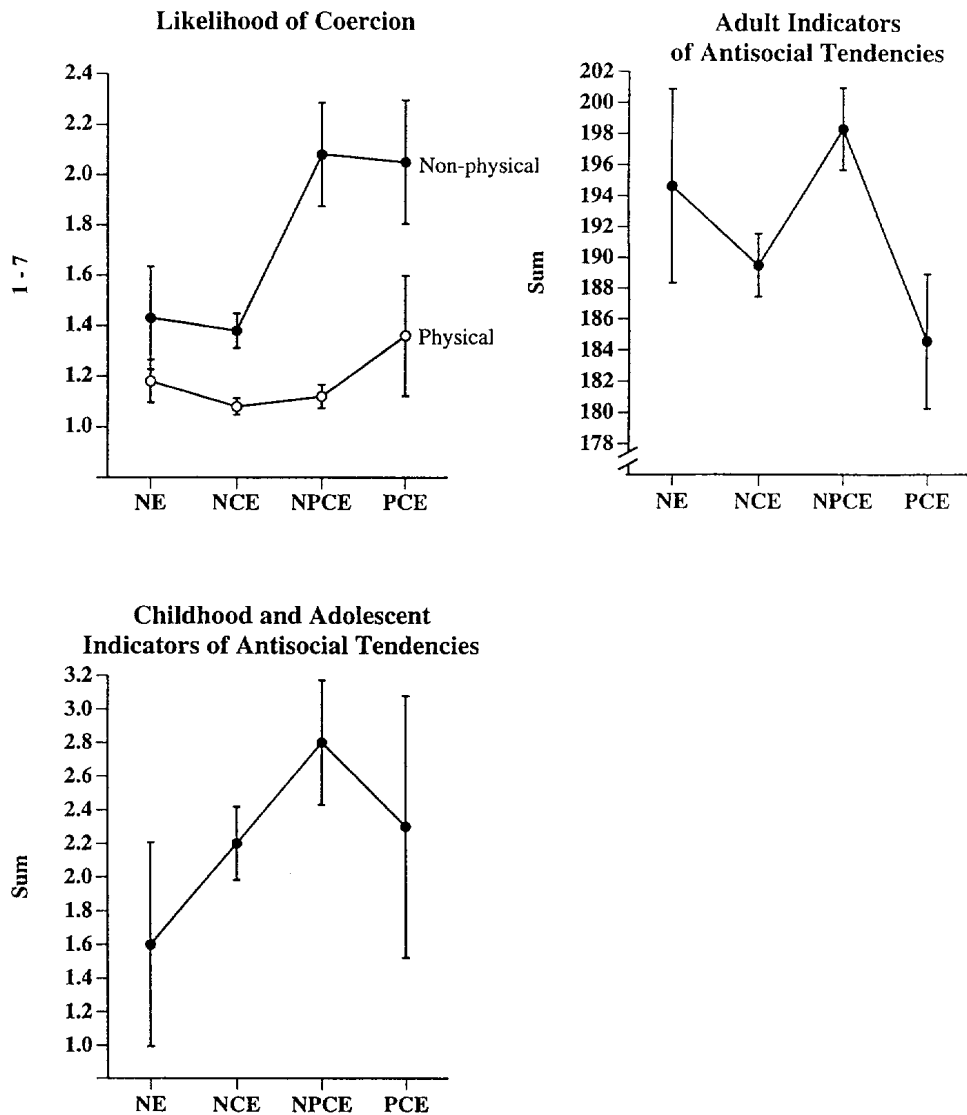 Likelihood of Coercion
2.4
2.2
2.0
1.8
1.6
1.4
1.2
1.0
1 - 7
Non-physical
Physical
NE NCE NPCE PCE
Adult Indicators
of Antisocial Tendencies
202
200
198
196
194
192
190
188
186
184
182
180
178
Sum
NE NCE NPCE PCE
Childhood and Adolescent
Indicators of Antisocial Tendencies
3.2
3.0
2.8
2.6
2.4
2.2
2.0
1.8
1.6
1.4
1.2
1.0
Sum
NE NCE NPCE PCE